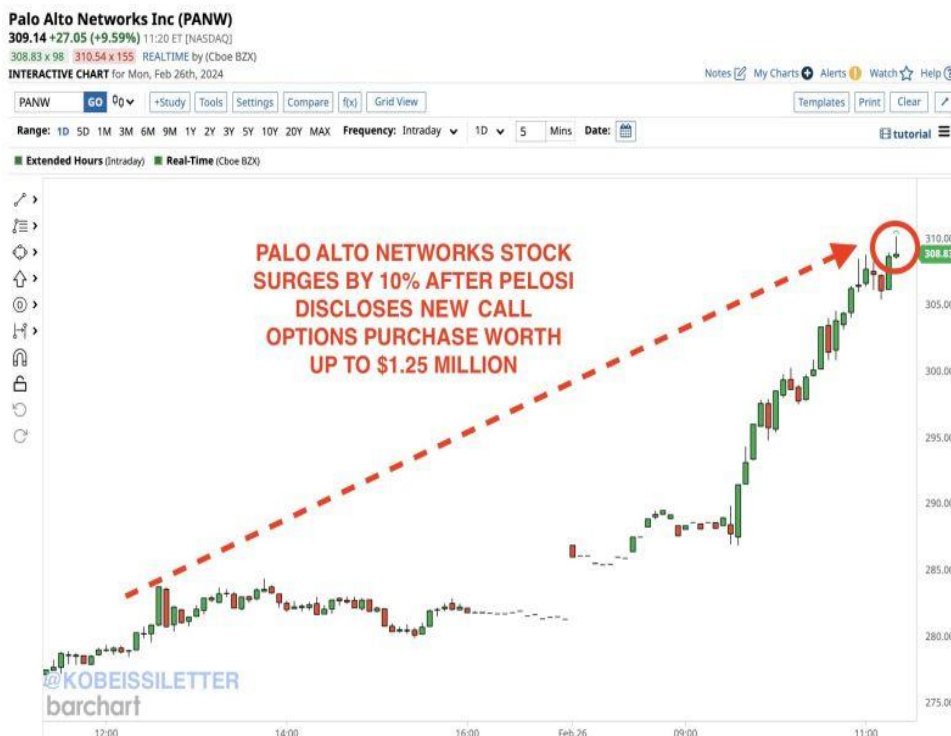 Palo Alto Networks Inc (PANW)
309.14 +27.05 (+9.59%) 11:20 ET [NASDAQ]
308.83 x 98 310.54 x 155 REALTIME by (Cboe BZX)
INTERACTIVE CHART for Mon, Feb 26th, 2024
Notes My Charts Alerts Watch Help
PANW GO +Study Tools Settings Compare f(x) Grid View Templates Print Clear
Range: 1D 5D 1M 3M 6M 9M 1Y 2Y 3Y 5Y 10Y 20Y MAX Frequency: Intraday 1D 5 Mins Date: tutorial
Extended Hours (Intraday) Real-Time (Cboe BZX)
PALO ALTO NETWORKS STOCK
SURGES BY 10% AFTER PELOSI
DISCLOSES NEW CALL
OPTIONS PURCHASE WORTH
UP TO $1.25 MILLION
310.00
308.83
305.00
300.00
295.00
290.00
285.00
280.00
275.00
@KOBEISSILETTER
barchart
12:00 14:00 16:00 Feb 26 09:00 11:00